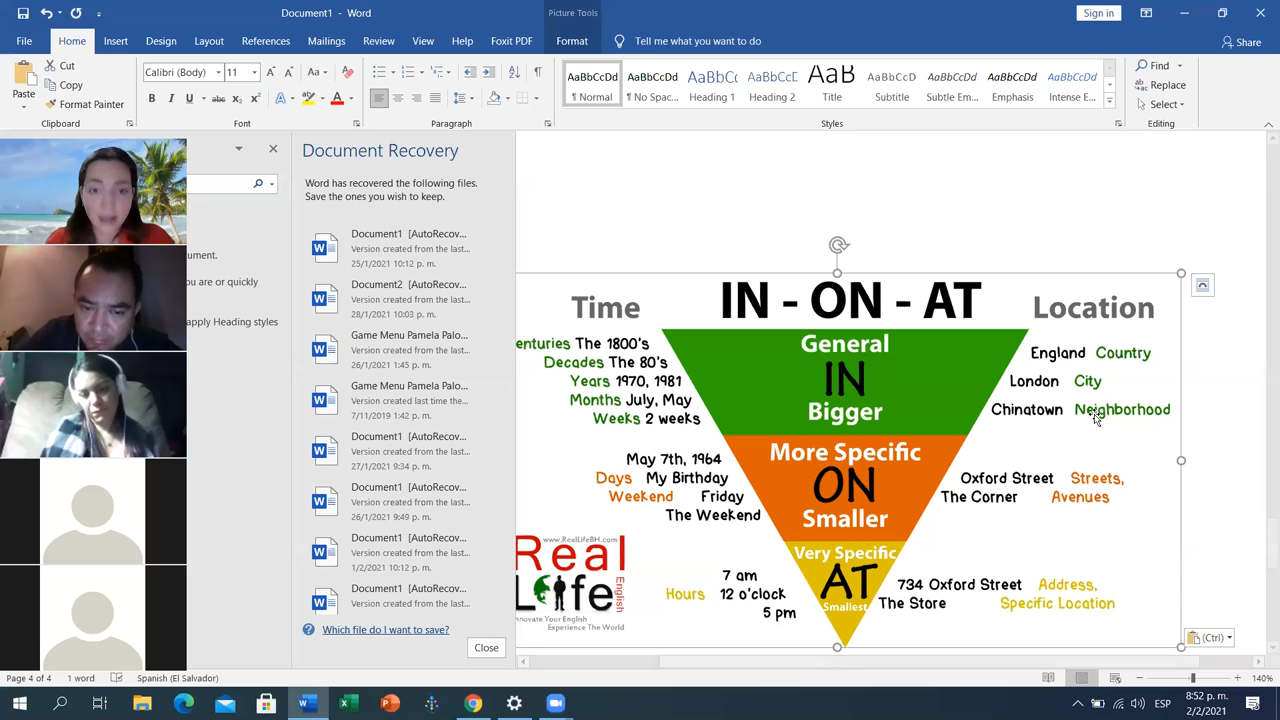 Document1 - Word
Picture Tools
Sign in
File
Home
Insert
Design
Layout
References
Mailings
Review
View
Help
Foxit PDF
Format
Tell me what you want to do
Share
Paste
Cut
Copy
Format Painter
Clipboard
Calibri (Body)
11
Font
Paragraph
AaBbCcDd
¶ Normal
AaBbCcDd
¶ No Spac...
AaBbC
Heading 1
AaBbCcD
Heading 2
AaB
Title
AaBbCcD
Subtitle
AaBbCcDd
Subtle Em...
AaBbCcDd
Emphasis
AaBbCcDd
Intense E...
Styles
Find
Replace
Select
Editing
cument.
u are or quickly
apply Heading styles
Document Recovery
Word has recovered the following files.
Save the ones you wish to keep.
Document1 [AutoRecov...
Version created from the last...
25/1/2021 10:12 p. m.
Document2 [AutoRecov...
Version created from the last...
28/1/2021 10:03 p. m.
Game Menu Pamela Palo...
Version created from the last...
26/1/2021 1:45 p. m.
Game Menu Pamela Palo...
Version created last time the...
7/11/2019 1:42 p. m.
Document1 [AutoRecov...
Version created from the last...
27/1/2021 9:34 p. m.
Document1 [AutoRecov...
Version created from the last...
26/1/2021 9:49 p. m.
Document1 [AutoRecov...
Version created from the last...
1/2/2021 10:12 p. m.
Document1 [AutoRecov...
Version created from the last...
Which file do I want to save?
Close
Time
IN - ON - AT
Location
enturies The 1800's
Decades The 80's
Years 1970, 1981
Months July, May
Weeks 2 weeks
General
IN
Bigger
England Country
London City
Chinatown Neighborhood
May 7th, 1964
Days My Birthday
Weekend Friday
The Weekend
More Specific
ON
Smaller
Oxford Street Streets,
The Corner Avenues
www.RealLifeBH.com
Real
Life
English
nnovate Your English
Experience The World
7 am
Hours 12 o'clock
5 pm
Very Specific
AT
Smallest
734 Oxford Street Address,
The Store Specific Location
(Ctrl)
Page 4 of 4
1 word
Spanish (El Salvador)
140%
8:52 p. m.
2/2/2021